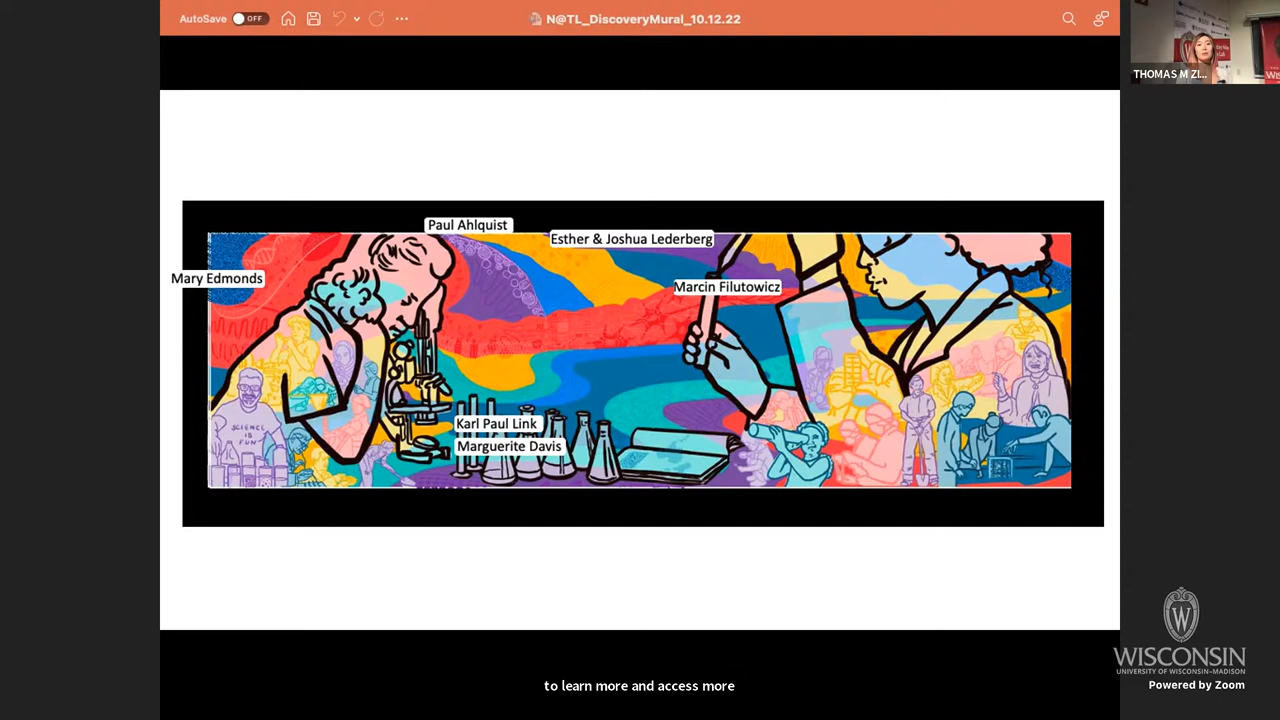 AutoSave OFF
N@TL_DiscoveryMural_10.12.22
THOMAS M ZI...
Paul Ahlquist
Esther & Joshua Lederberg
Mary Edmonds
Marcin Filutowicz
SCIENCE
IS
FUN
Karl Paul Link
Marguerite Davis
W
WISCONSIN
UNIVERSITY OF WISCONSIN–MADISON
Powered by Zoom
to learn more and access more